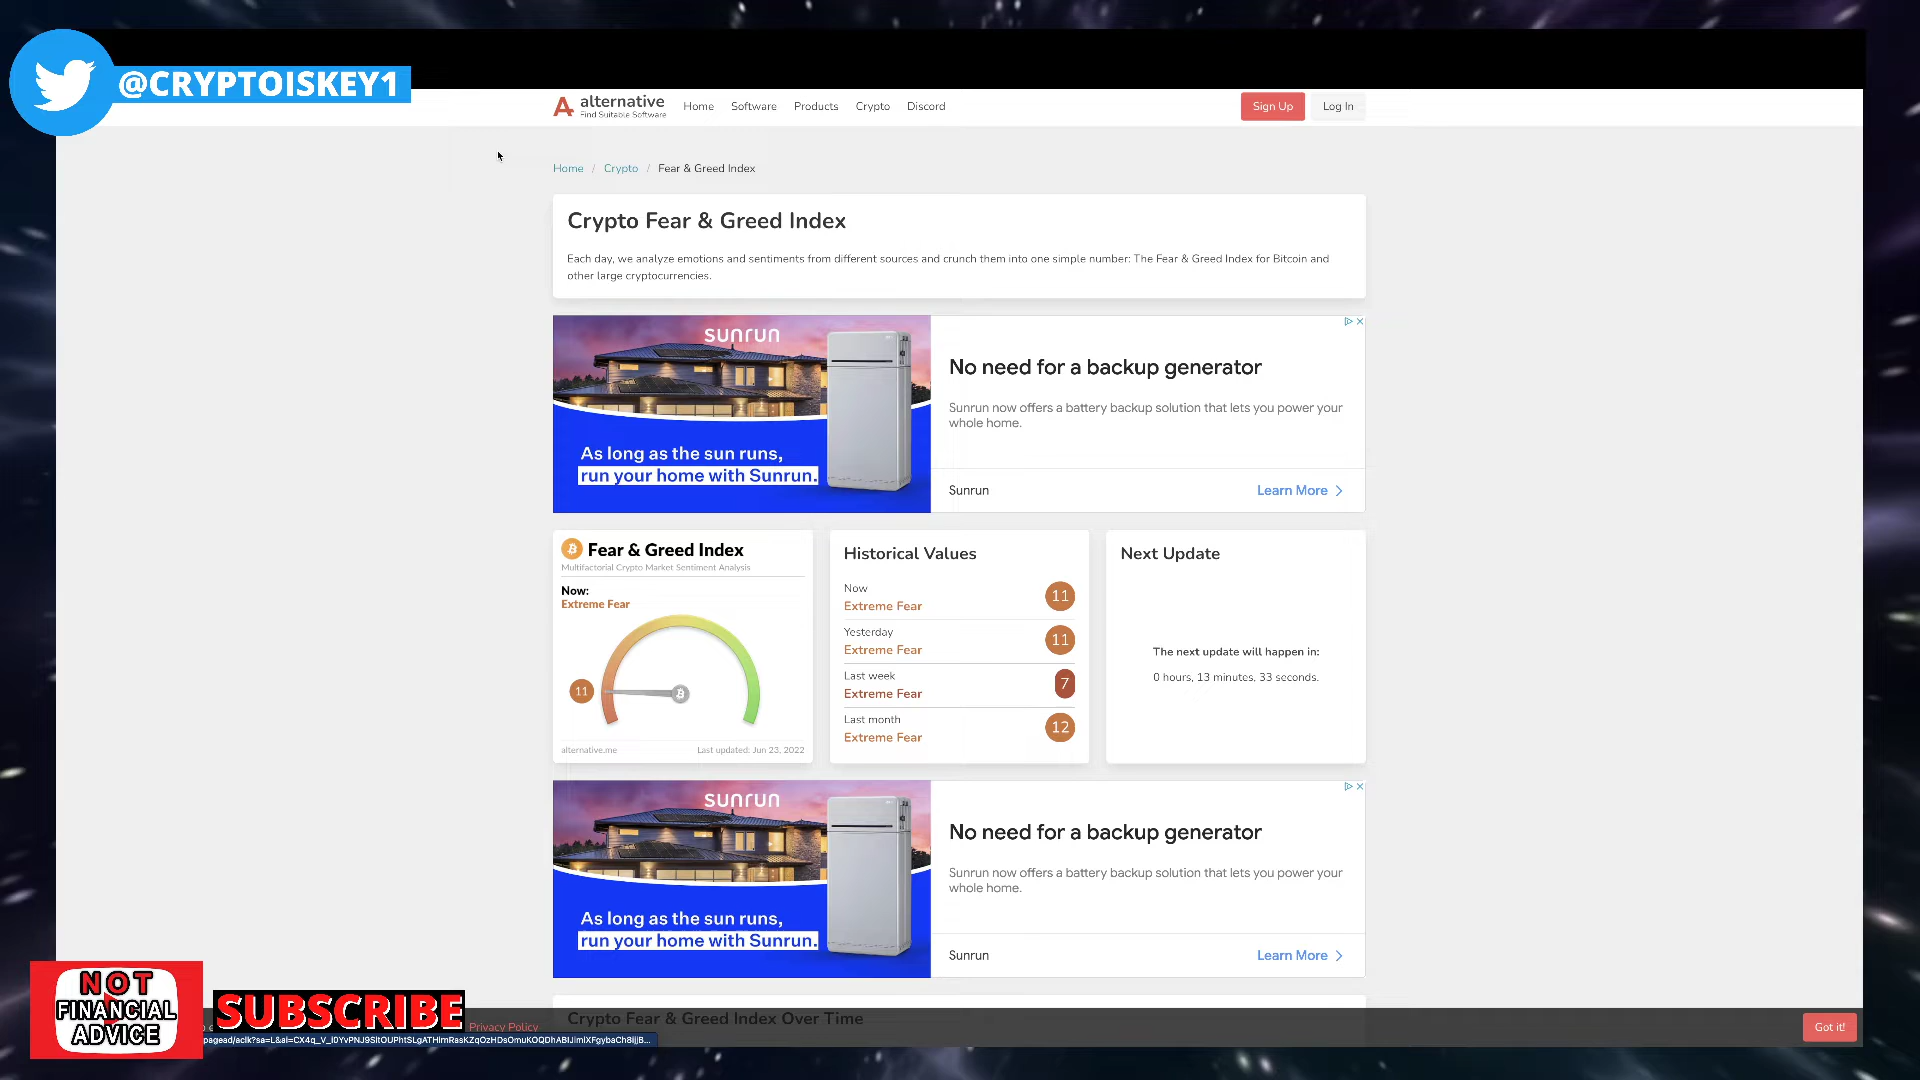 @CRYPTOISKEY1
alternative
Find Suitable Software
Home Software Products Crypto Discord
Sign Up Log In
Home / Crypto / Fear & Greed Index
Crypto Fear & Greed Index
Each day, we analyze emotions and sentiments from different sources and crunch them into one simple number: The Fear & Greed Index for Bitcoin and
other large cryptocurrencies.
sunrun
As long as the sun runs,
run your home with Sunrun.
No need for a backup generator
Sunrun now offers a battery backup solution that lets you power your
whole home.
Sunrun
Learn More
Fear & Greed Index
Multifactorial Crypto Market Sentiment Analysis
Now:
Extreme Fear
11
alternative.me
Last updated: Jun 23, 2022
Historical Values
Now
Extreme Fear 11
Yesterday
Extreme Fear 11
Last week
Extreme Fear 7
Last month
Extreme Fear 12
Next Update
The next update will happen in:
0 hours, 13 minutes, 33 seconds.
sunrun
As long as the sun runs,
run your home with Sunrun.
No need for a backup generator
Sunrun now offers a battery backup solution that lets you power your
whole home.
Sunrun
Learn More
Crypto Fear & Greed Index Over Time
NOT
FINANCIAL
ADVICE
SUBSCRIBE
Privacy Policy
Got it!